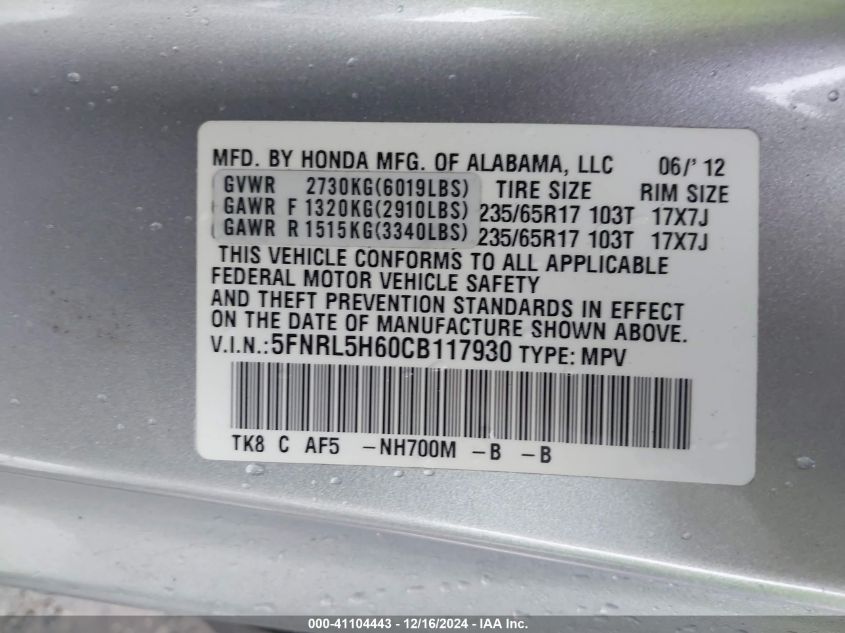 MFD. BY HONDA MFG. OF ALABAMA, LLC 06/' 12
GVWR 2730KG(6019LBS) TIRE SIZE RIM SIZE
GAWR F 1320KG(2910LBS) 235/65R17 103T 17X7J
GAWR R 1515KG(3340LBS) 235/65R17 103T 17X7J
THIS VEHICLE CONFORMS TO ALL APPLICABLE
FEDERAL MOTOR VEHICLE SAFETY
AND THEFT PREVENTION STANDARDS IN EFFECT
ON THE DATE OF MANUFACTURE SHOWN ABOVE.
V.I.N.:5FNRL5H60CB117930 TYPE: MPV
TK8 C AF5 -NH700M -B -B
000-41104443 - 12/16/2024 - IAA Inc.